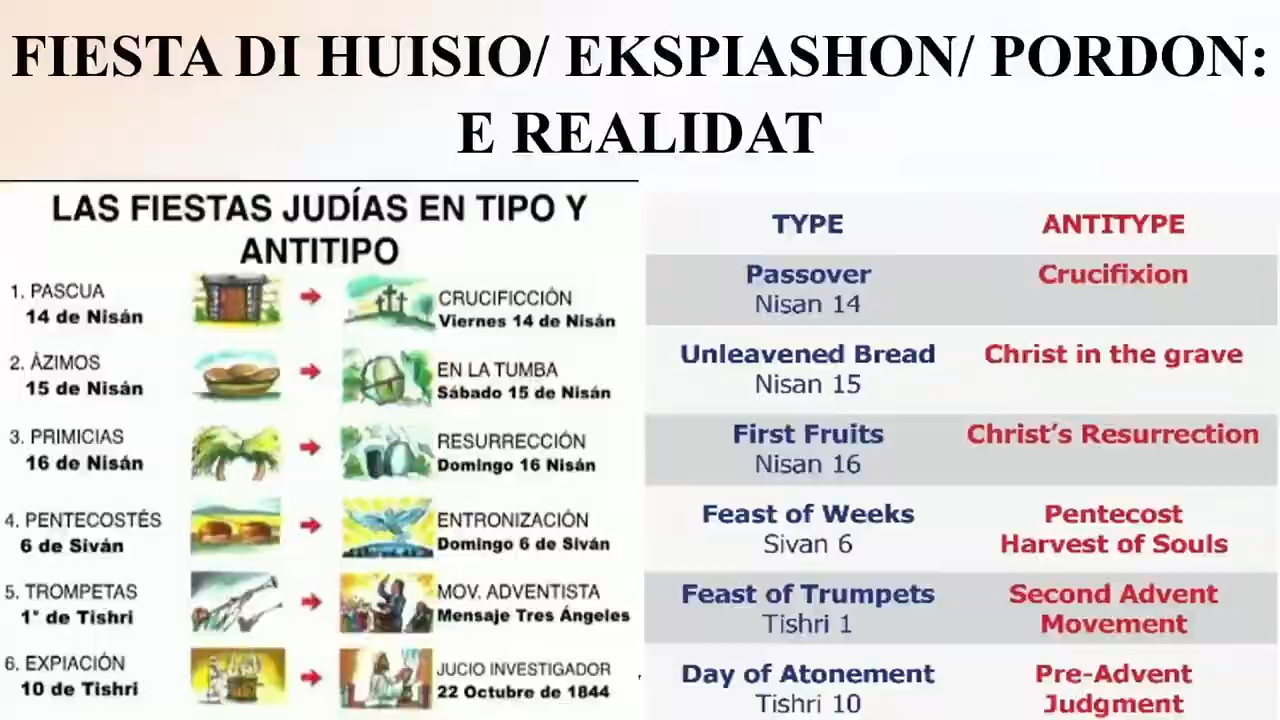 FIESTA DI HUISIO/ EKSPIASHON/ PORDON:
E REALIDAT
LAS FIESTAS JUDÍAS EN TIPO Y
ANTITIPO
1. PASCUA
14 de Nisán
CRUCIFICCIÓN
Viernes 14 de Nisán
2. ÁZIMOS
15 de Nisán
EN LA TUMBA
Sábado 15 de Nisán
3. PRIMICIAS
16 de Nisán
RESURRECCIÓN
Domingo 16 Nisán
4. PENTECOSTÉS
6 de Siván
ENTRONIZACIÓN
Domingo 6 de Siván
5. TROMPETAS
1° de Tishri
MOV. ADVENTISTA
Mensaje Tres Ángeles
6. EXPIACIÓN
10 de Tishri
JUCIO INVESTIGADOR
22 Octubre de 1844
TYPE
ANTITYPE
Passover
Nisan 14
Crucifixion
Unleavened Bread
Nisan 15
Christ in the grave
First Fruits
Nisan 16
Christ's Resurrection
Feast of Weeks
Sivan 6
Pentecost
Harvest of Souls
Feast of Trumpets
Tishri 1
Second Advent
Movement
Day of Atonement
Tishri 10
Pre-Advent
Judgment